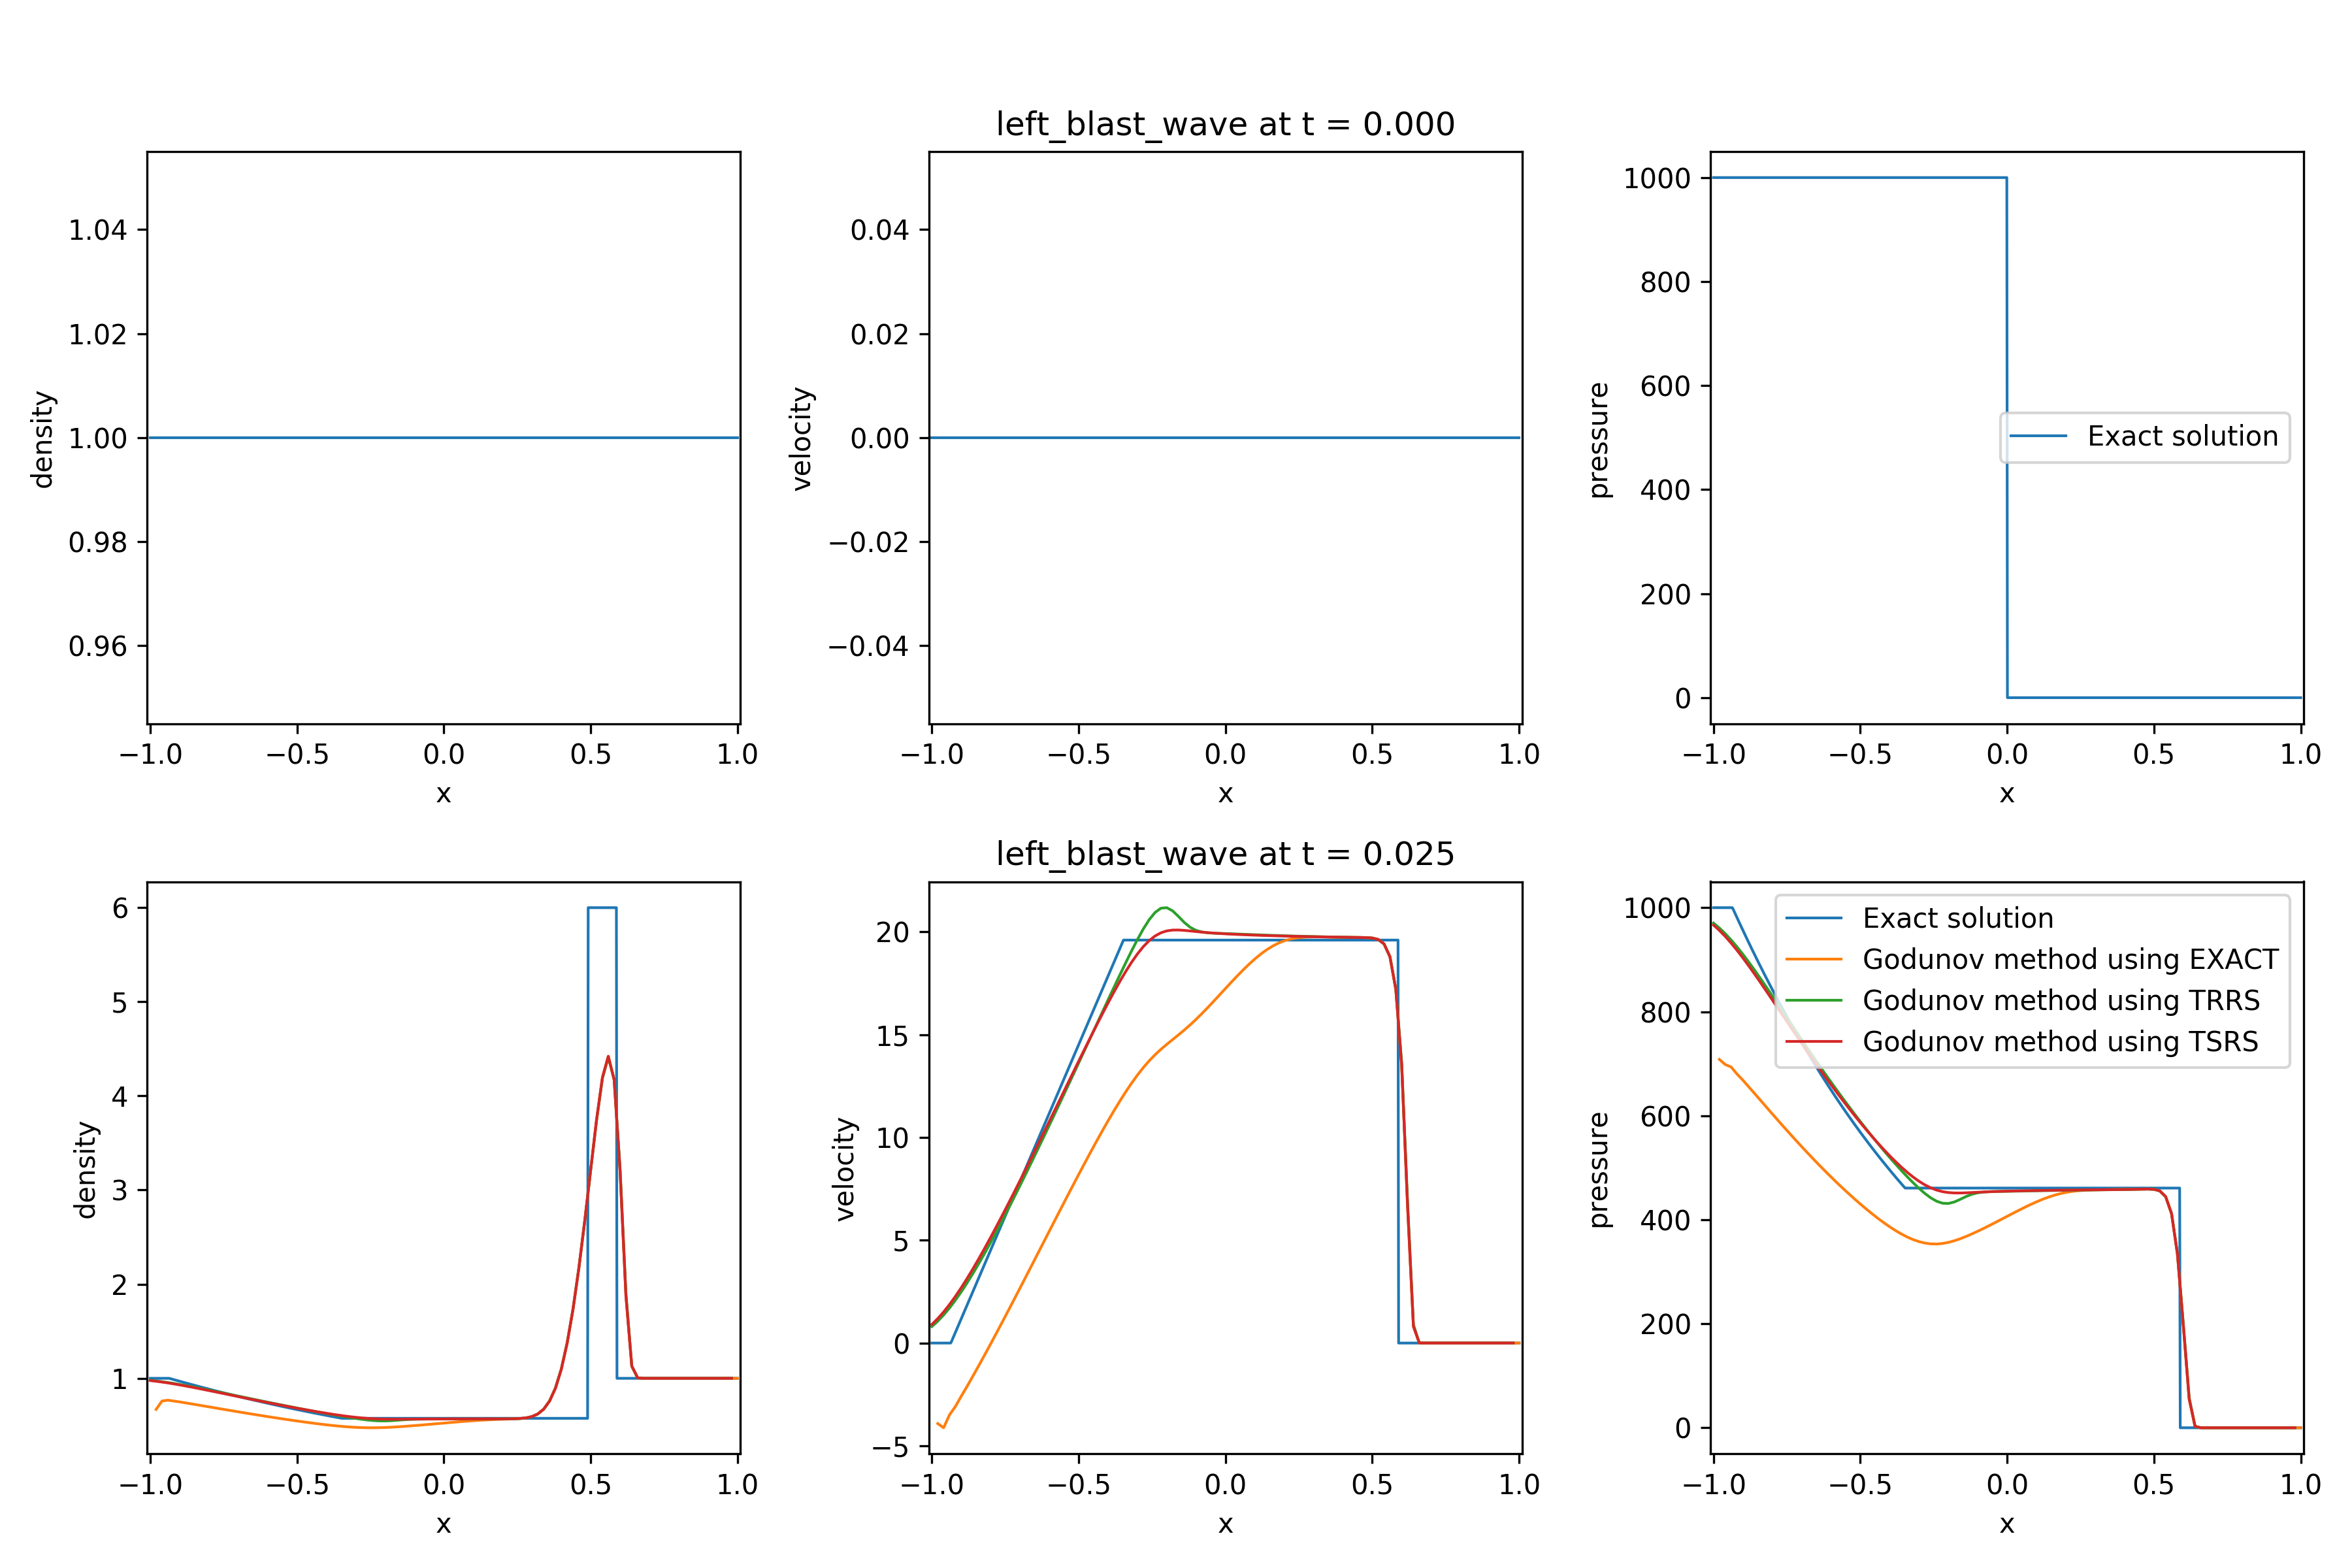 left_blast_wave at t = 0.000
density
1.04
1.02
1.00
0.98
0.96
−1.0 −0.5 0.0 0.5 1.0
x
velocity
0.04
0.02
0.00
−0.02
−0.04
−1.0 −0.5 0.0 0.5 1.0
x
pressure
1000
800
600
400
200
0
Exact solution
−1.0 −0.5 0.0 0.5 1.0
x
left_blast_wave at t = 0.025
density
6
5
4
3
2
1
−1.0 −0.5 0.0 0.5 1.0
x
velocity
20
15
10
5
0
−5
−1.0 −0.5 0.0 0.5 1.0
x
pressure
1000
800
600
400
200
0
Exact solution
Godunov method using EXACT
Godunov method using TRRS
Godunov method using TSRS
−1.0 −0.5 0.0 0.5 1.0
x